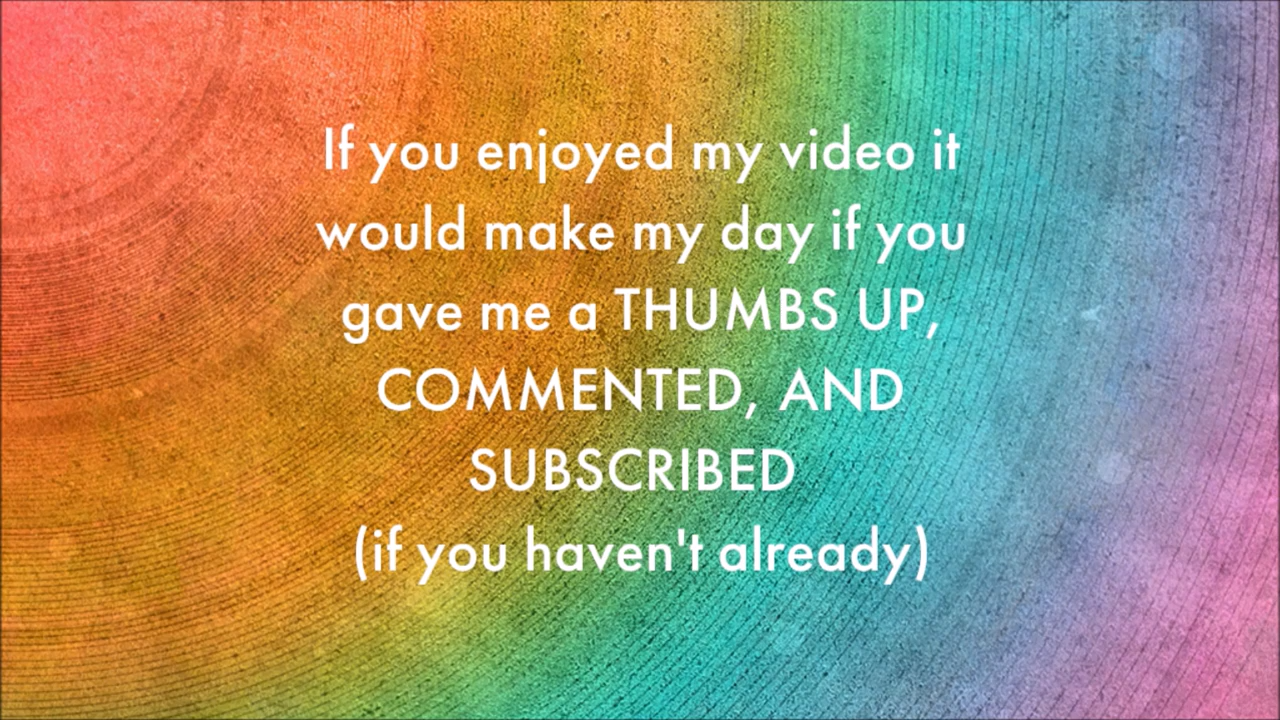 If you enjoyed my video it
would make my day if you
gave me a THUMBS UP,
COMMENTED, AND
SUBSCRIBED
(if you haven't already)